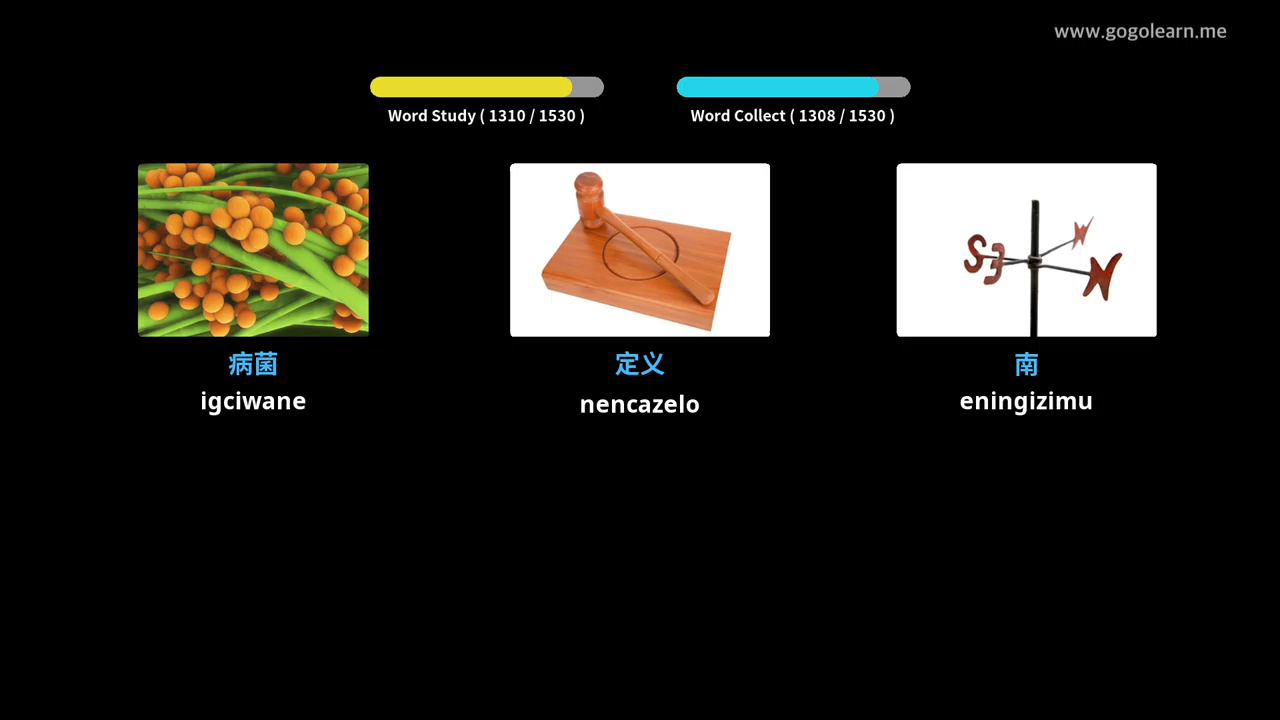 www.gogolearn.me
Word Study ( 1310 / 1530 )
Word Collect ( 1308 / 1530 )
病菌
定义
南
igciwane
nencazelo
eningizimu